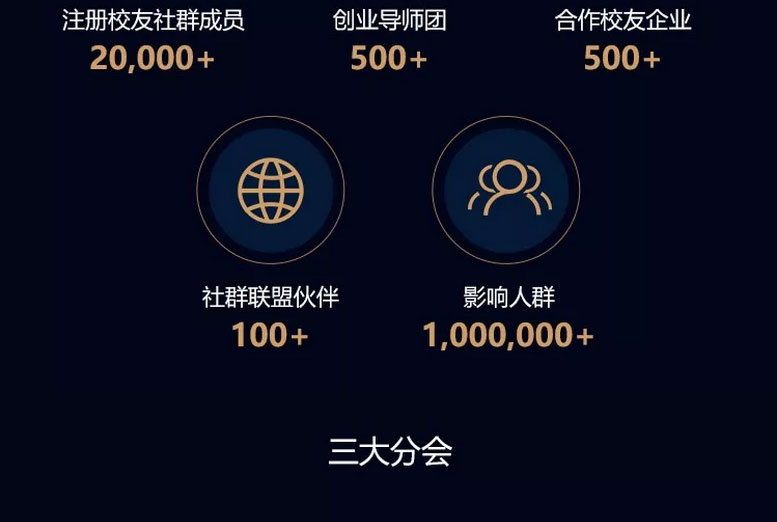 注册校友社群成员 创业导师团 合作校友企业
20,000+ 500+ 500+
社群联盟伙伴 影响人群
100+ 1,000,000+
三大分会